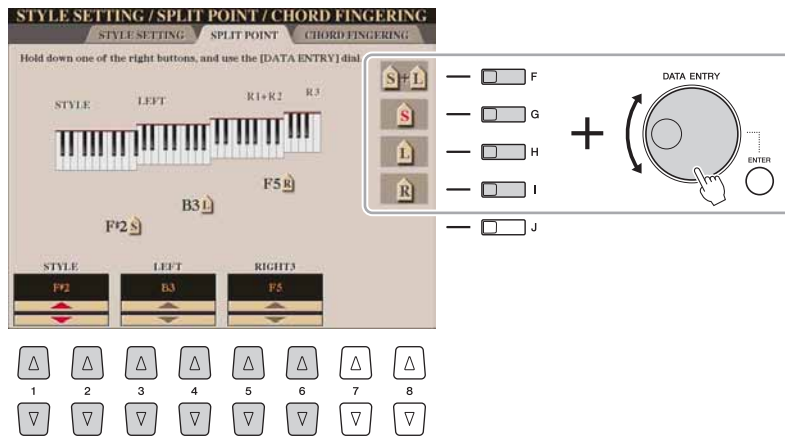 STYLE SETTING / SPLIT POINT / CHORD FINGERING
STYLE SETTING SPLIT POINT CHORD FINGERING
Hold down one of the right buttons, and use the [DATA ENTRY] dial.
S+L
F
DATA ENTRY
STYLE LEFT R1+R2 R3
S
G
+
L
H
ENTER
F5 R
R
I
B3 L
F#2 S
J
STYLE LEFT RIGHT3
F#2 B3 F5
1 2 3 4 5 6 7 8